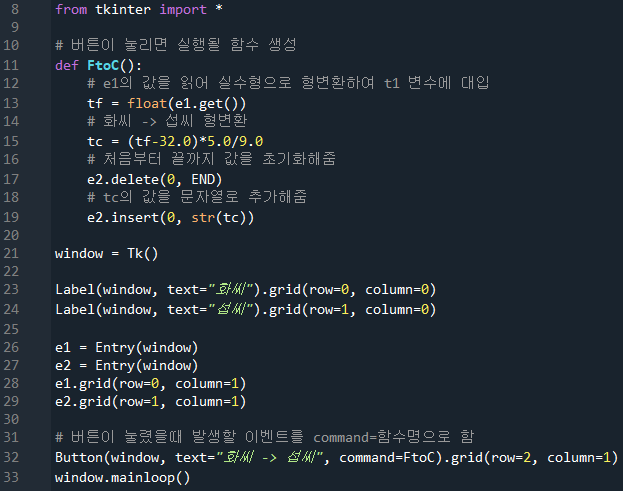 8 from tkinter import *
9
10 # 버튼이 눌리면 실행될 함수 생성
11 def FtoC():
12     # e1의 값을 읽어 실수형으로 형변환하여 t1 변수에 대입
13     tf = float(e1.get())
14     # 화씨 -> 섭씨 형변환
15     tc = (tf-32.0)*5.0/9.0
16     # 처음부터 끝까지 값을 초기화해줌
17     e2.delete(0, END)
18     # tc의 값을 문자열로 추가해줌
19     e2.insert(0, str(tc))
20
21 window = Tk()
22
23 Label(window, text="화씨").grid(row=0, column=0)
24 Label(window, text="섭씨").grid(row=1, column=0)
25
26 e1 = Entry(window)
27 e2 = Entry(window)
28 e1.grid(row=0, column=1)
29 e2.grid(row=1, column=1)
30
31 # 버튼이 눌렸을때 발생할 이벤트를 command=함수명으로 함
32 Button(window, text="화씨 -> 섭씨", command=FtoC).grid(row=2, column=1)
33 window.mainloop()